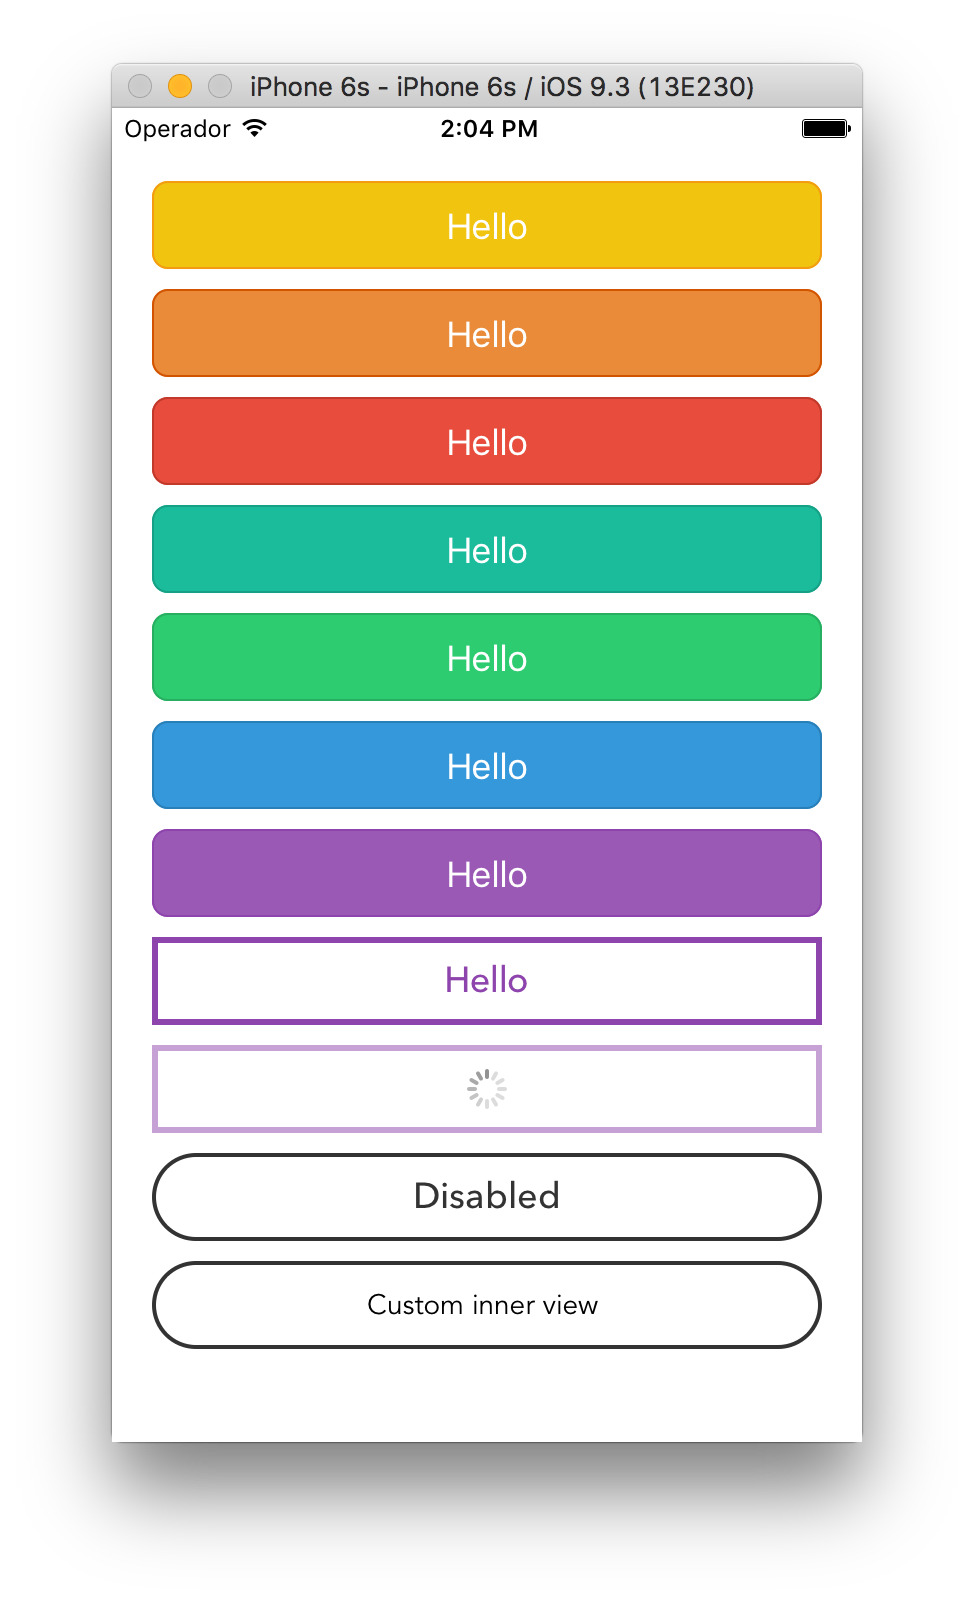 iPhone 6s - iPhone 6s / iOS 9.3 (13E230)
Operador 2:04 PM
Hello
Hello
Hello
Hello
Hello
Hello
Hello
Hello
Disabled
Custom inner view